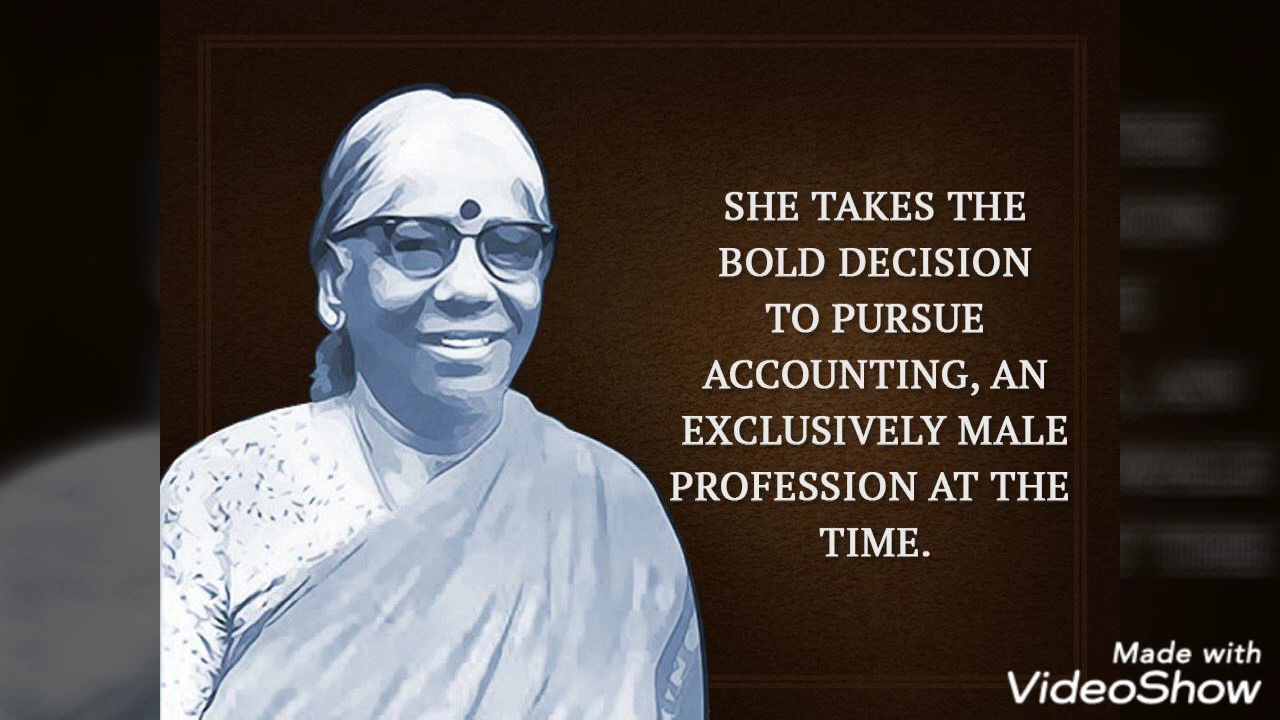 SHE TAKES THE
BOLD DECISION
TO PURSUE
ACCOUNTING, AN
EXCLUSIVELY MALE
PROFESSION AT THE
TIME.
Made with
VideoShow